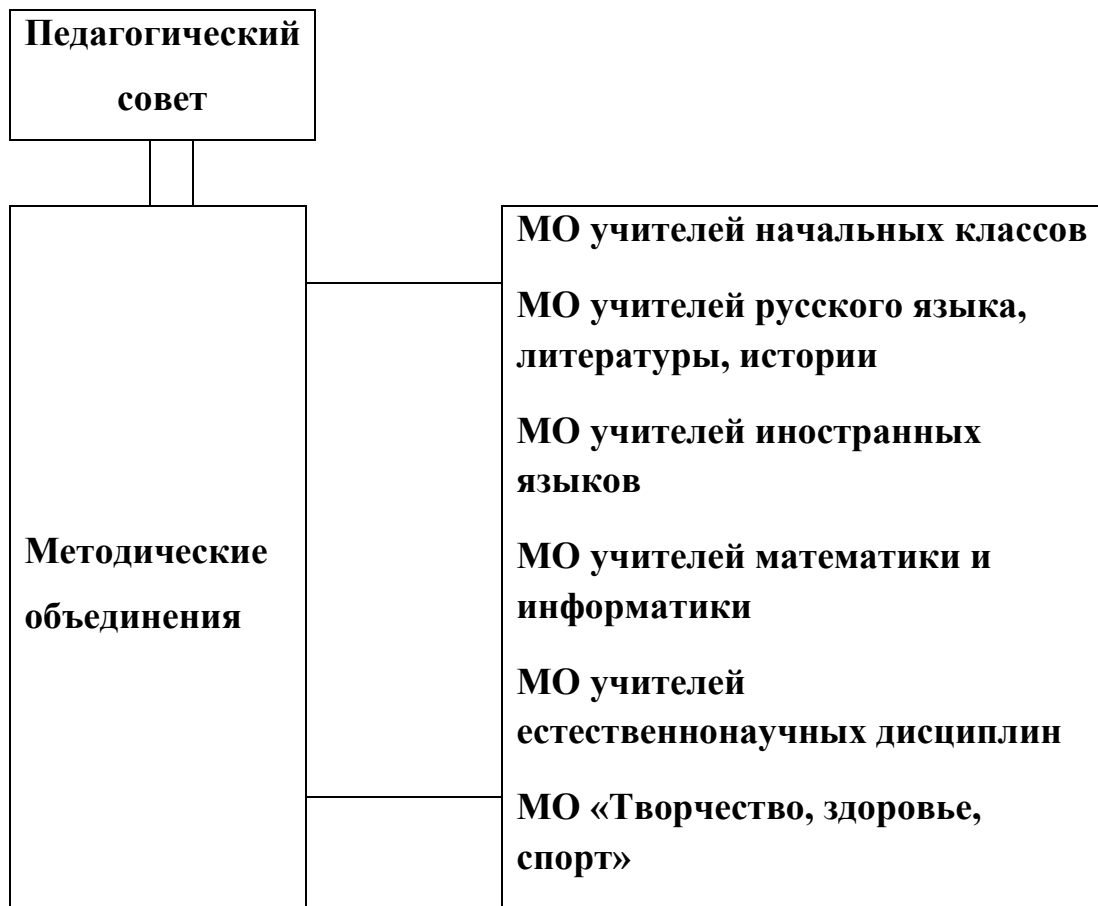 Педагогический
совет
Методические
объединения
МО учителей начальных классов
МО учителей русского языка,
литературы, истории
МО учителей иностранных
языков
МО учителей математики и
информатики
МО учителей
естественнонаучных дисциплин
МО «Творчество, здоровье,
спорт»